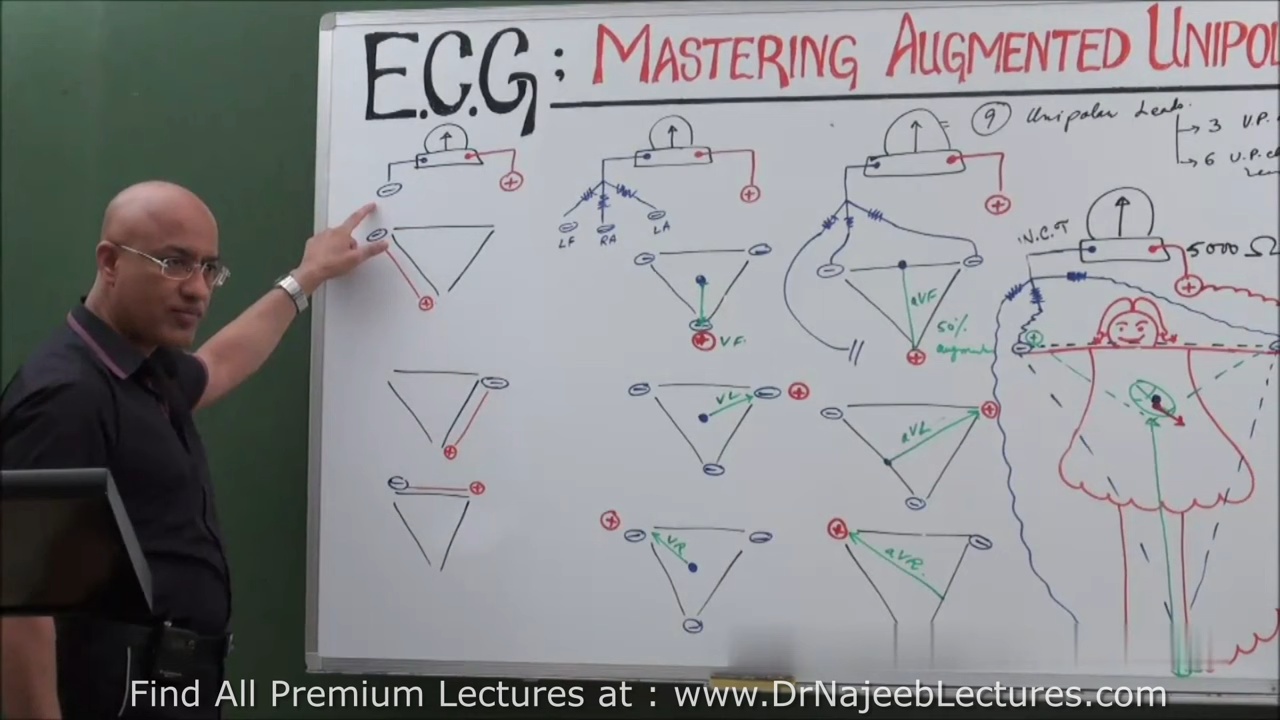 E.C.G; MASTERING AUGMENTED UNIPOL
9 Unipolar Leads.
→ 3 V.P.
→ 6 U.P.
N.C.T
5000 Ω
LF RA LA
VF
aVF
50%
VL
aVL
VR
aVR
Find All Premium Lectures at : www.DrNajeebLectures.com